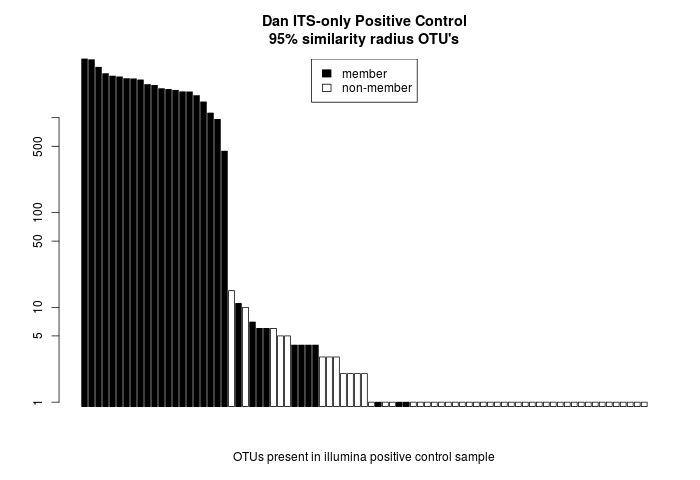 Dan ITS-only Positive Control
95% similarity radius OTU's
member
non-member
500
100
50
10
5
1
OTUs present in illumina positive control sample